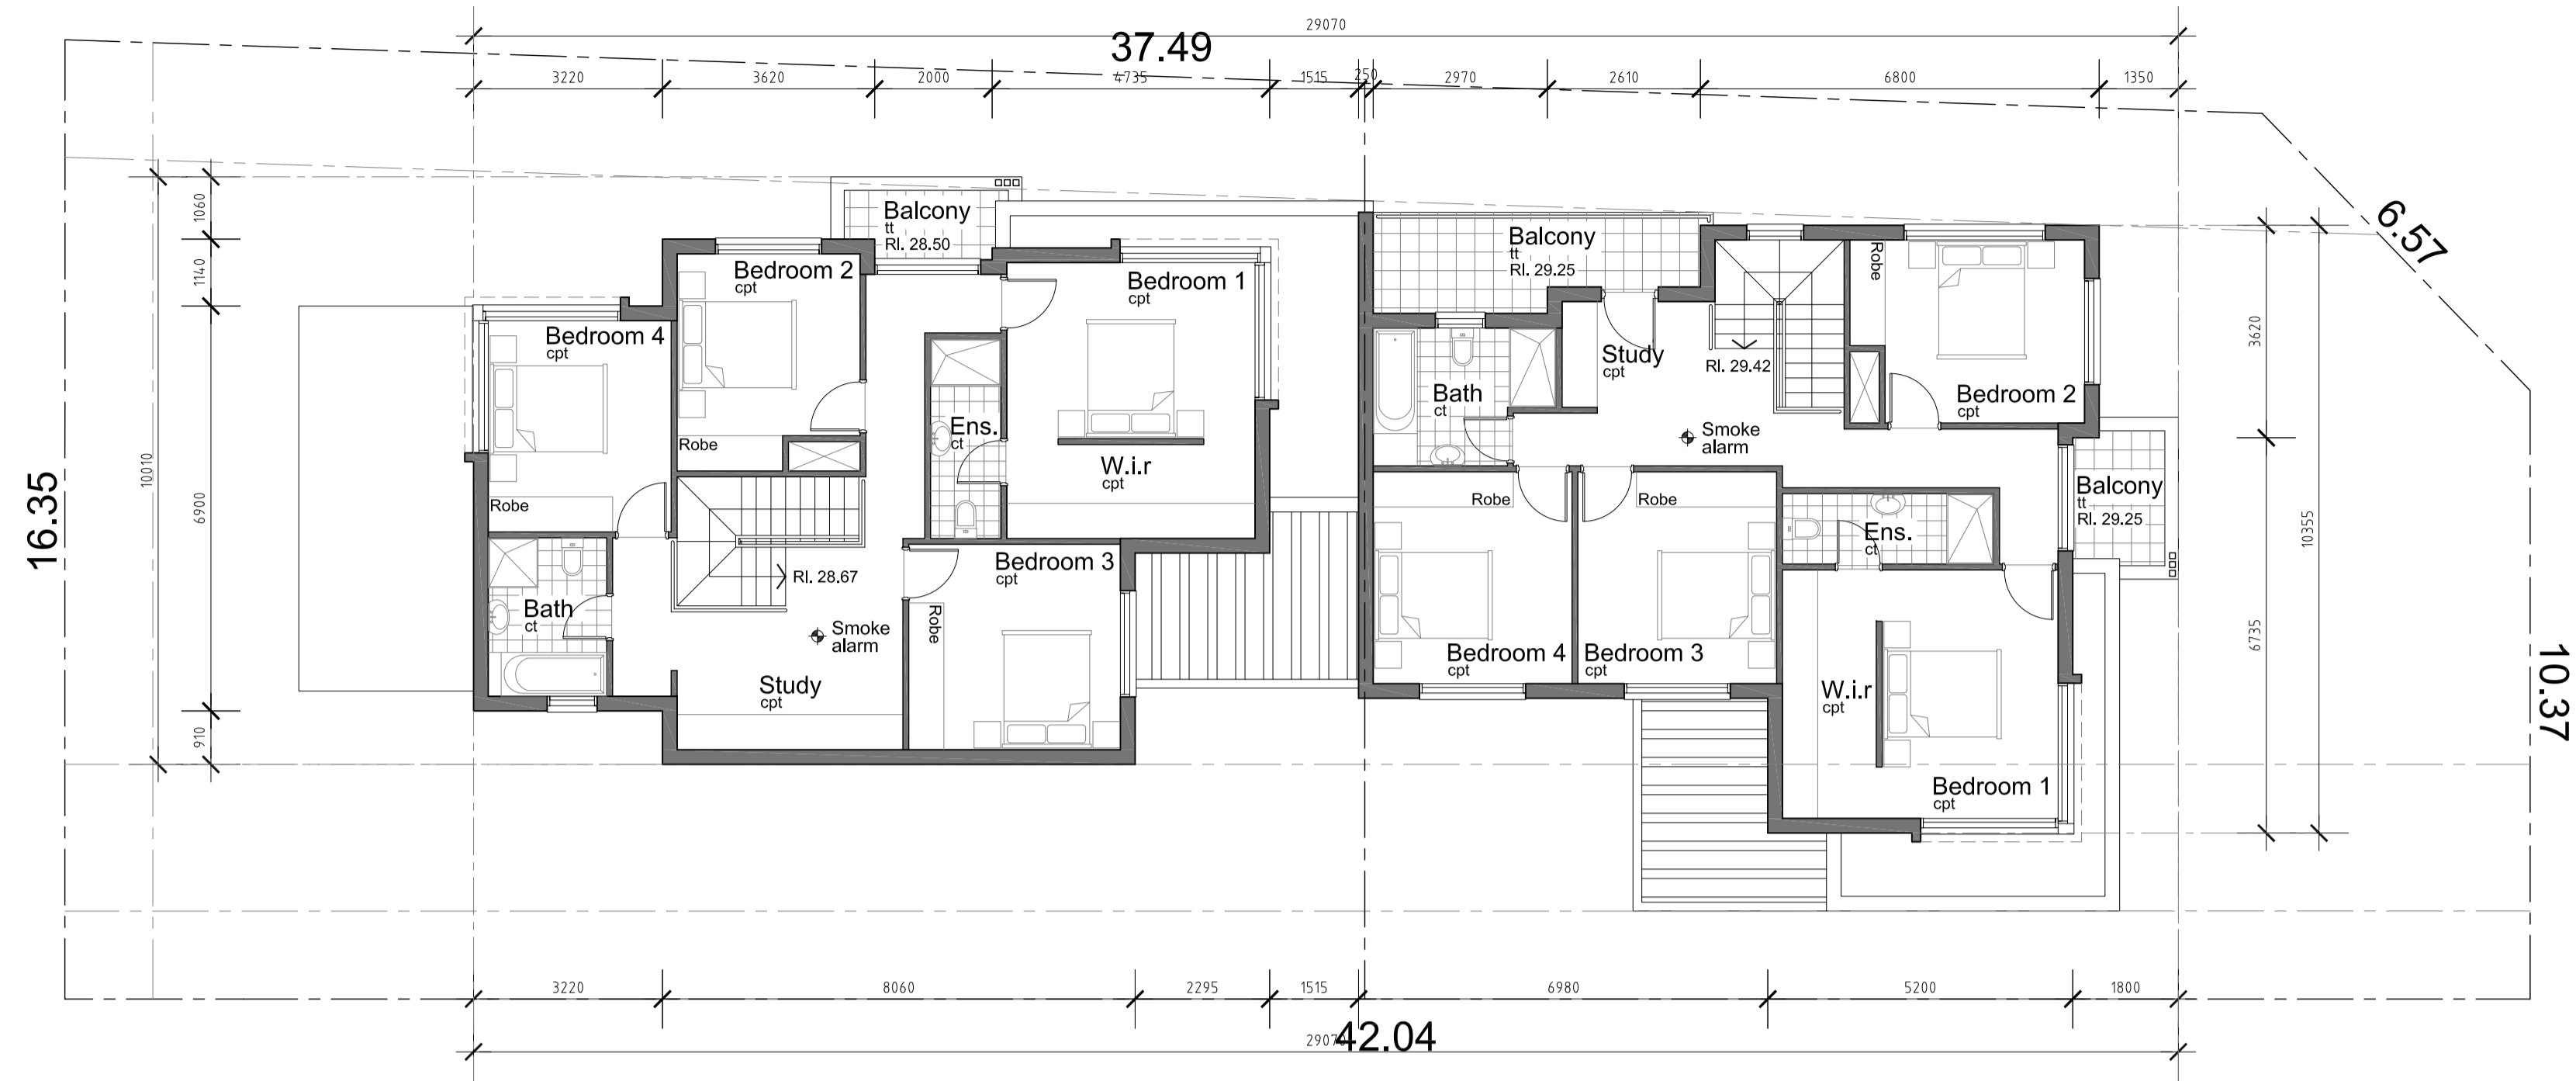 29070
37.49
3220
3620
2000
4735
1515
250
2970
2610
6800
1350
6.57
1060
1140
10010
6900
910
16.35
Balcony
tt
Rl. 28.50
Bedroom 2
cpt
Bedroom 1
cpt
Bedroom 4
cpt
Robe
Ens.
ct
W.i.r
cpt
Robe
Rl. 28.67
Bedroom 3
cpt
Bath
ct
Robe
Smoke
alarm
Study
cpt
Balcony
tt
Rl. 29.25
Robe
Study
cpt
Rl. 29.42
Bath
ct
Bedroom 2
cpt
Smoke
alarm
Robe
Robe
Balcony
tt
Rl. 29.25
Ens.
ct
Bedroom 4
cpt
Bedroom 3
cpt
W.i.r
cpt
Bedroom 1
cpt
3620
6735
10355
10.37
3220
8060
2295
1515
6980
5200
1800
29070
42.04